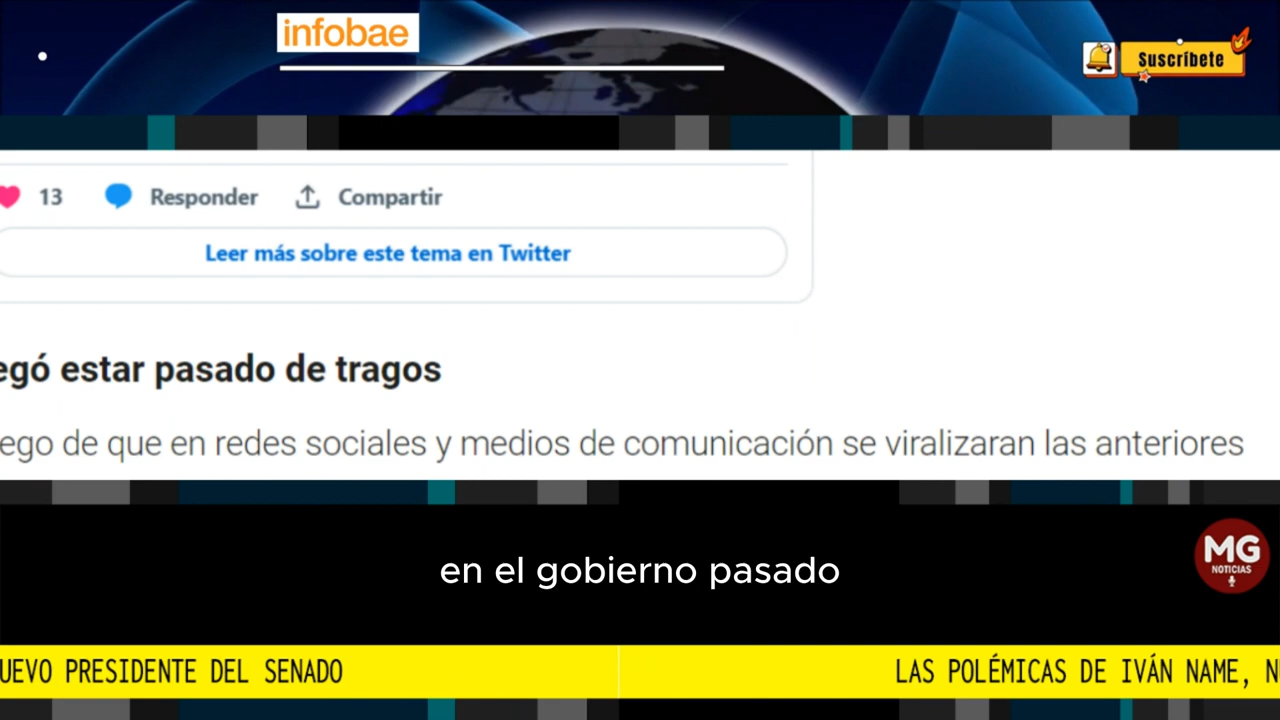 infobae
Suscríbete
13 Responder Compartir
Leer más sobre este tema en Twitter
egó estar pasado de tragos
ego de que en redes sociales y medios de comunicación se viralizaran las anteriores
MG
NOTICIAS
en el gobierno pasado
UEVO PRESIDENTE DEL SENADO LAS POLÉMICAS DE IVÁN NAME, N